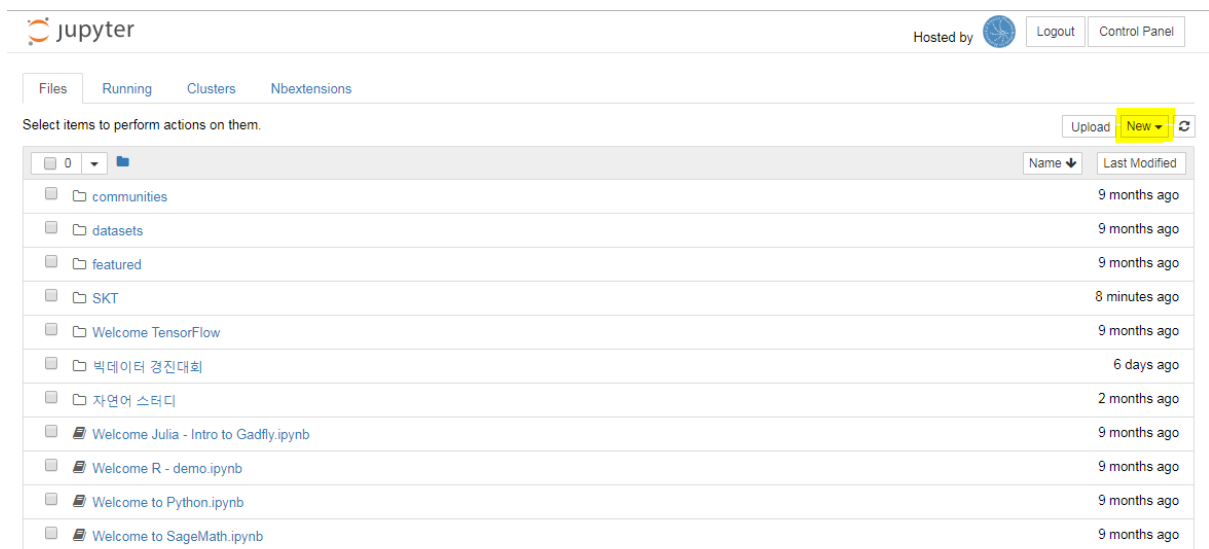 jupyter
Hosted by Logout Control Panel
Files Running Clusters Nbextensions
Select items to perform actions on them. Upload New
0 Name Last Modified
communities 9 months ago
datasets 9 months ago
featured 9 months ago
SKT 8 minutes ago
Welcome TensorFlow 9 months ago
빅데이터 경진대회 6 days ago
자연어 스터디 2 months ago
Welcome Julia - Intro to Gadfly.ipynb 9 months ago
Welcome R - demo.ipynb 9 months ago
Welcome to Python.ipynb 9 months ago
Welcome to SageMath.ipynb 9 months ago